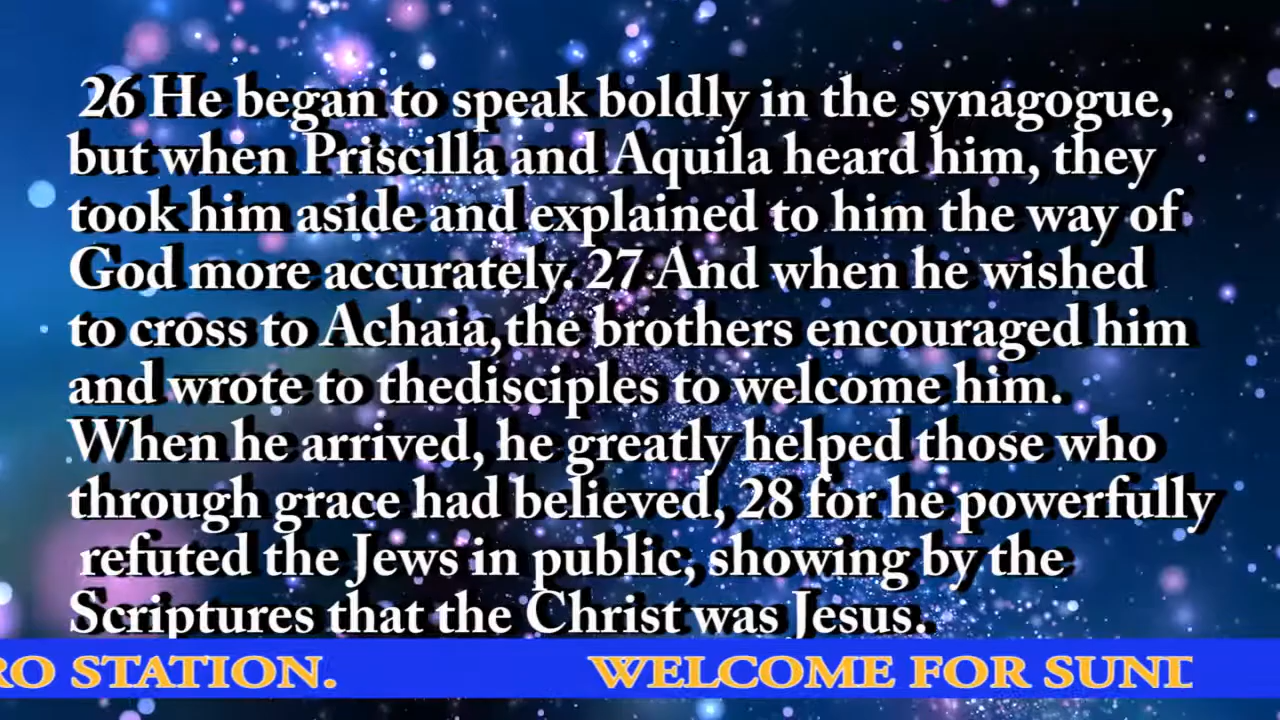 26 He began to speak boldly in the synagogue,
but when Priscilla and Aquila heard him, they
took him aside and explained to him the way of
God more accurately. 27 And when he wished
to cross to Achaia, the brothers encouraged him
and wrote to thedisciples to welcome him.
When he arrived, he greatly helped those who
through grace had believed, 28 for he powerfully
refuted the Jews in public, showing by the
Scriptures that the Christ was Jesus.
RO STATION. WELCOME FOR SUND